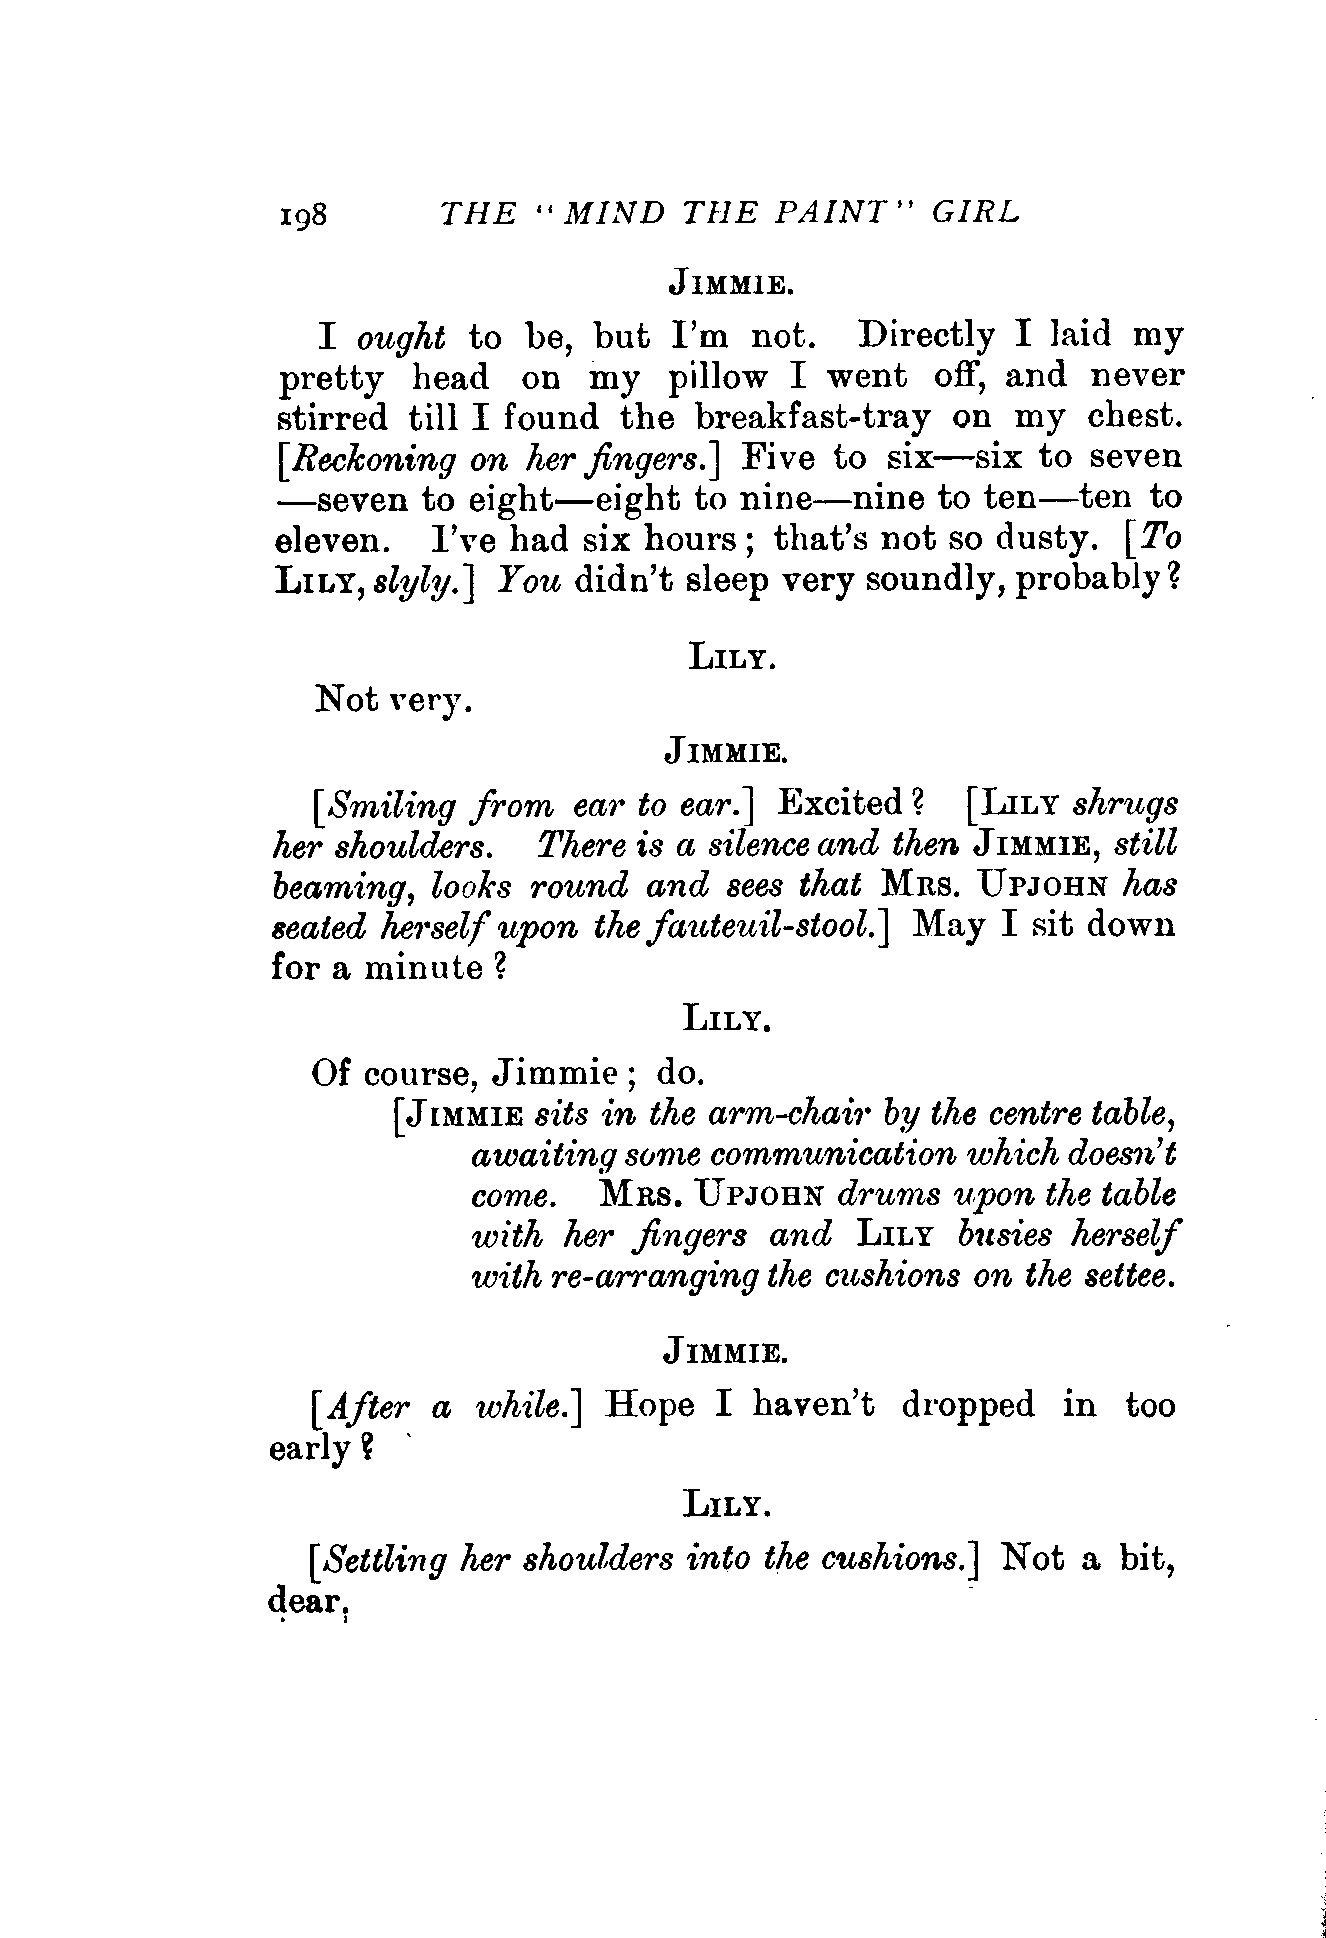 198 THE "MIND THE PAINT" GIRL
JIMMIE.
I ought to be, but I'm not. Directly I laid my
pretty head on my pillow I went off, and never
stirred till I found the breakfast-tray on my chest.
[Reckoning on her fingers.] Five to six—six to seven
—seven to eight—eight to nine—nine to ten—ten to
eleven. I've had six hours; that's not so dusty. [To
LILY, slyly.] You didn't sleep very soundly, probably?
LILY.
Not very.
JIMMIE.
[Smiling from ear to ear.] Excited? [LILY shrugs
her shoulders. There is a silence and then JIMMIE, still
beaming, looks round and sees that MRS. UPJOHN has
seated herself upon the fauteuil-stool.] May I sit down
for a minute?
LILY.
Of course, Jimmie; do.
[JIMMIE sits in the arm-chair by the centre table,
awaiting some communication which doesn't
come. MRS. UPJOHN drums upon the table
with her fingers and LILY busies herself
with re-arranging the cushions on the settee.
JIMMIE.
[After a while.] Hope I haven't dropped in too
early?
LILY.
[Settling her shoulders into the cushions.] Not a bit,
dear.